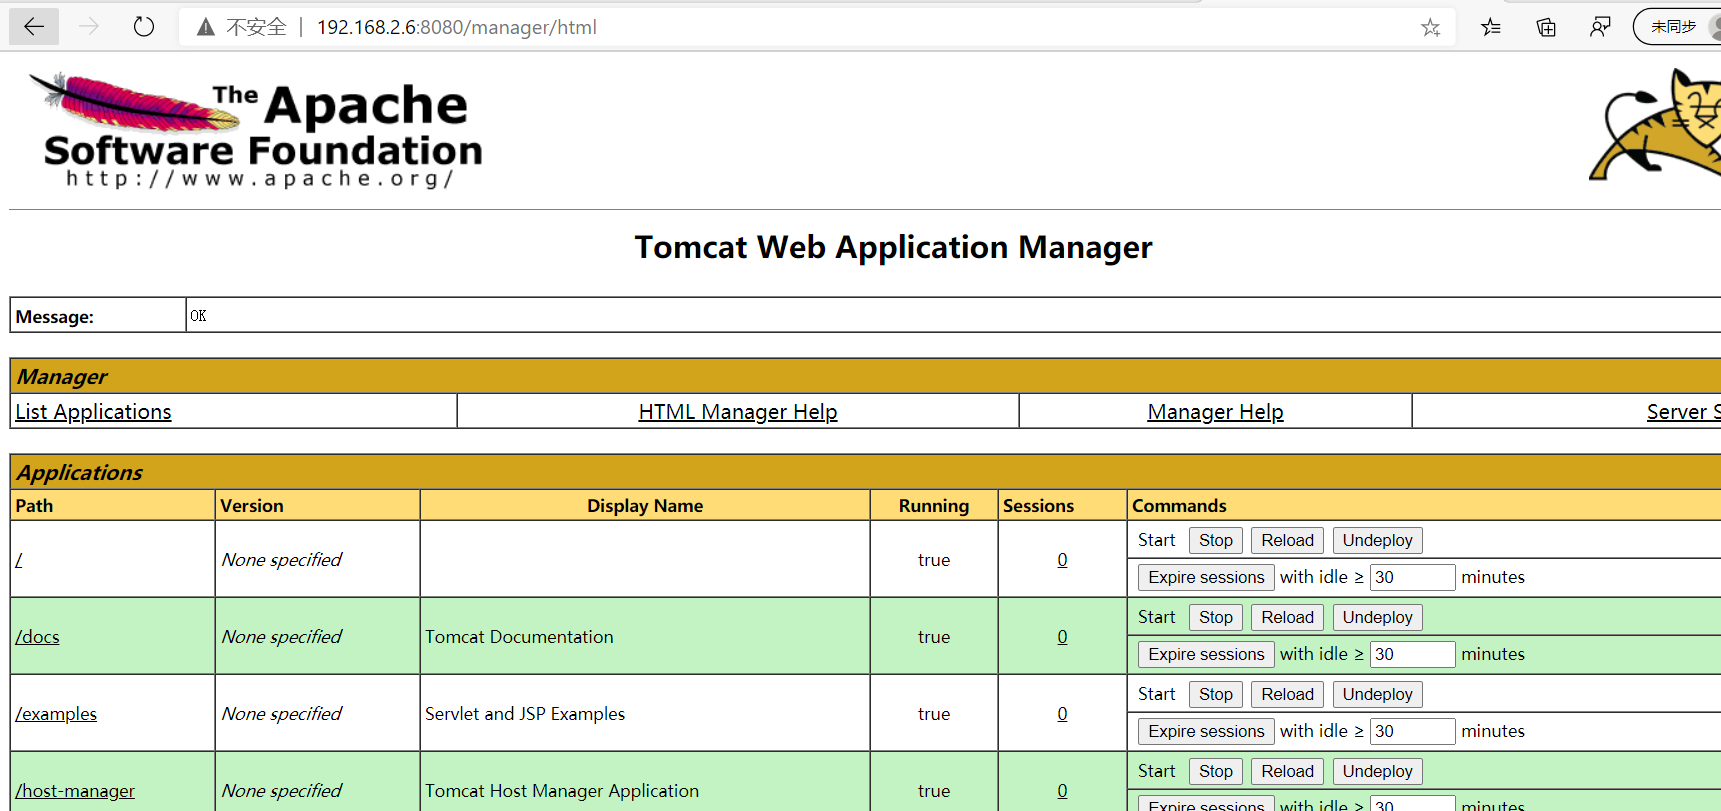 不安全 | 192.168.2.6:8080/manager/html 未同步
The Apache
Software Foundation
http://www.apache.org/
Tomcat Web Application Manager
Message: OK
Manager
List Applications HTML Manager Help Manager Help Server S
Applications
Path Version Display Name Running Sessions Commands
/ None specified true 0 Start Stop Reload Undeploy
Expire sessions with idle ≥ 30 minutes
/docs None specified Tomcat Documentation true 0 Start Stop Reload Undeploy
Expire sessions with idle ≥ 30 minutes
/examples None specified Servlet and JSP Examples true 0 Start Stop Reload Undeploy
Expire sessions with idle ≥ 30 minutes
/host-manager None specified Tomcat Host Manager Application true 0 Start Stop Reload Undeploy
Expire sessions with idle ≥ 30 minutes